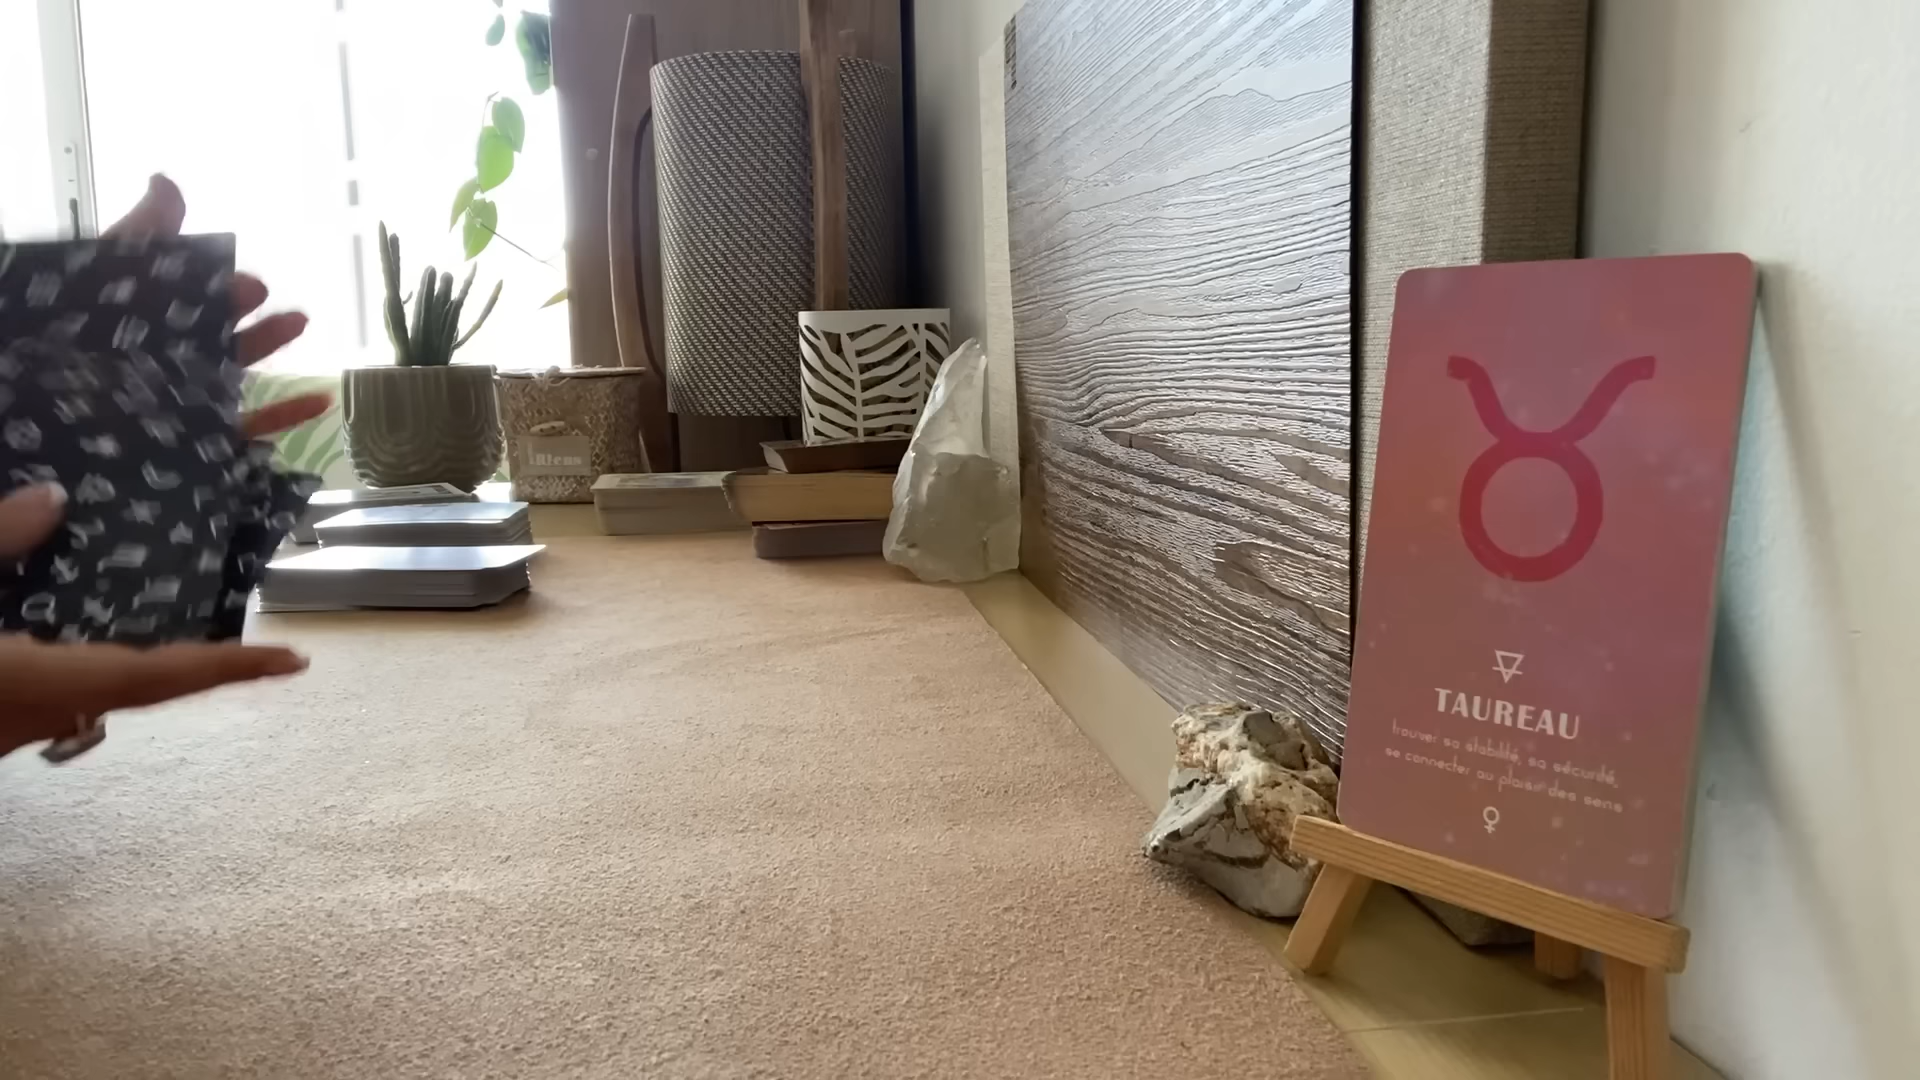 TAUREAU
trouver sa stabilité, sa sécurité,
se connecter au plaisir des sens